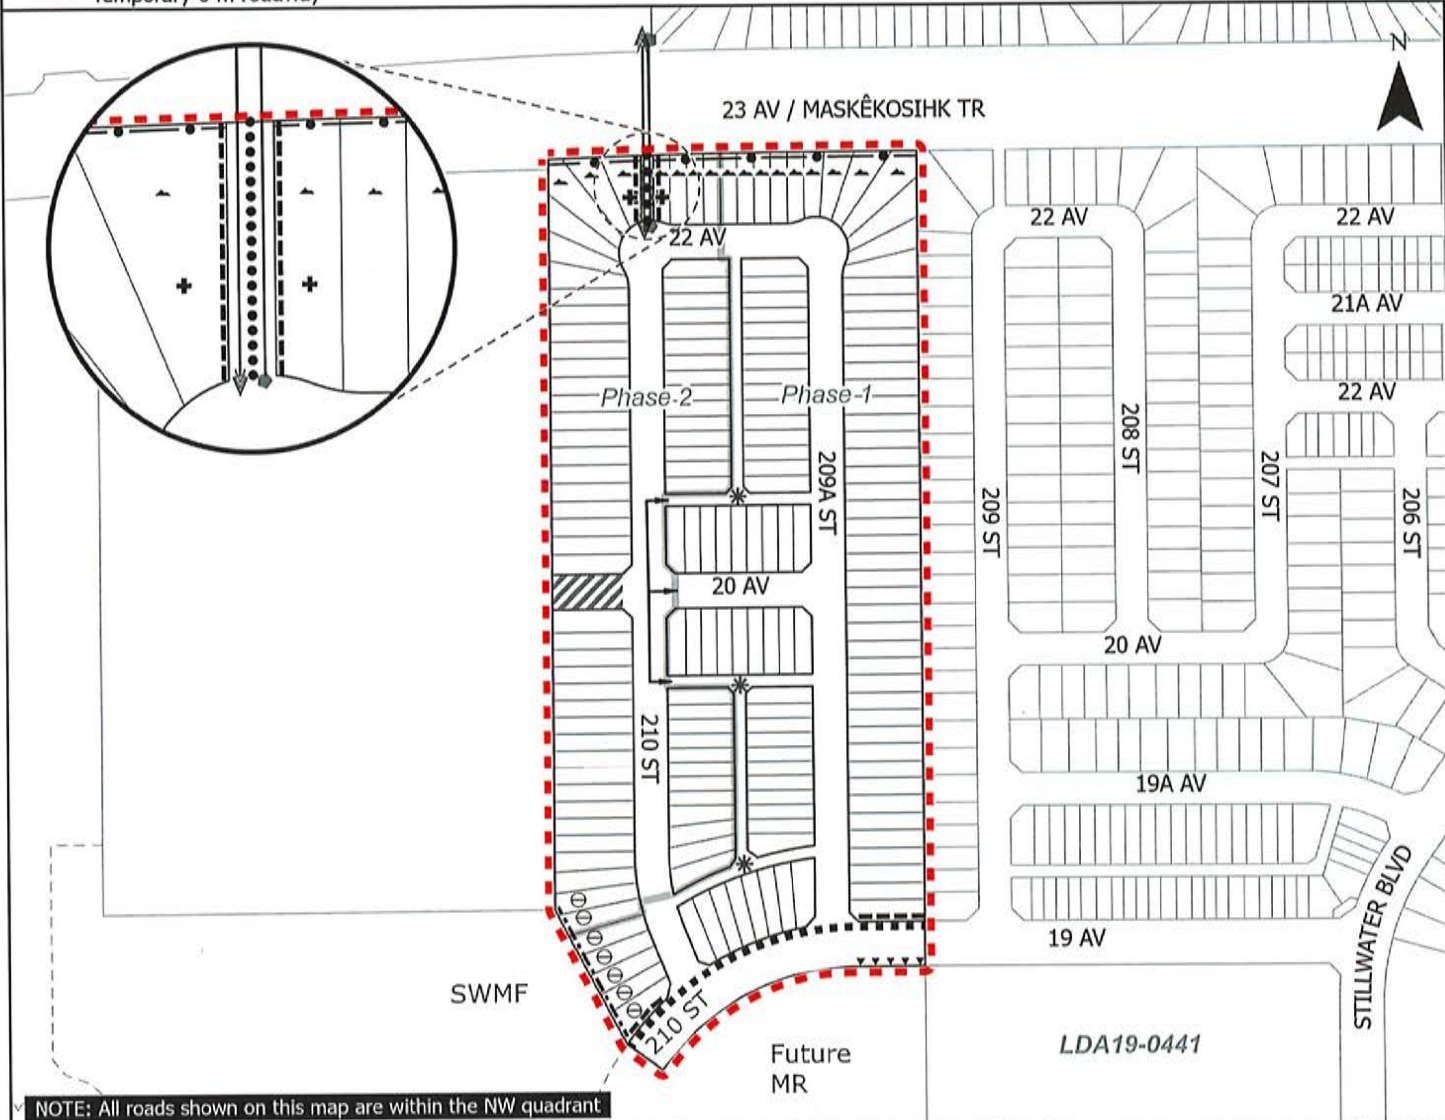 Temporary 6 m roadway
N
23 AV / MASKÊKOSIHK TR
22 AV
22 AV
22 AV
21A AV
22 AV
Phase-2
Phase-1
209A ST
209 ST
208 ST
207 ST
206 ST
20 AV
20 AV
210 ST
19A AV
19 AV
STILLWATER BLVD
SWMF
210 ST
Future
MR
LDA19-0441
NOTE: All roads shown on this map are within the NW quadrant